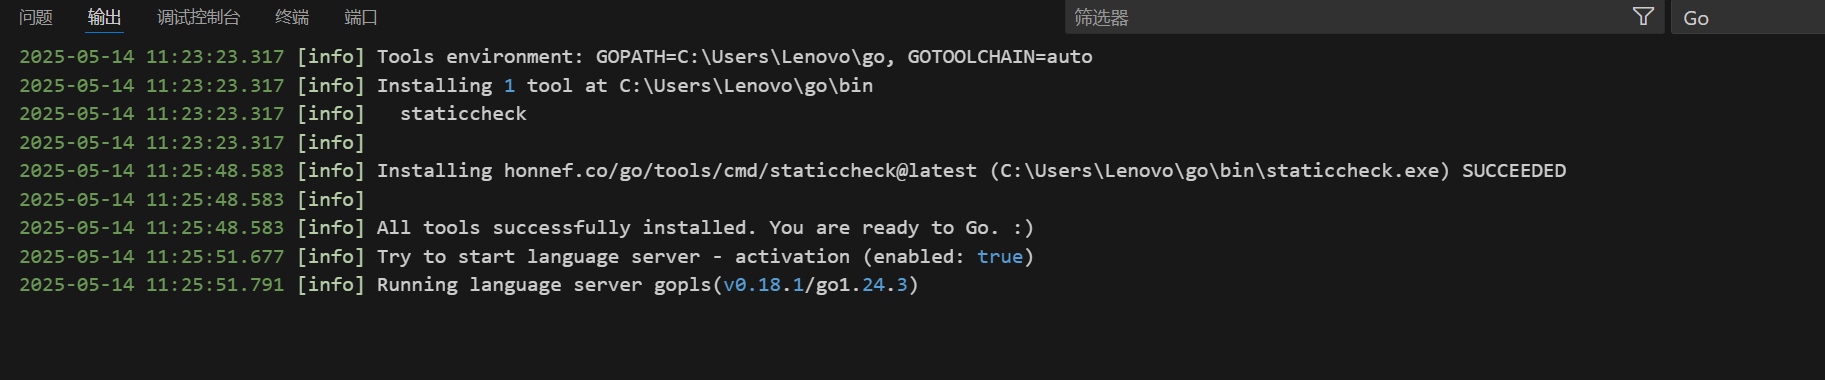 问题 输出 调试控制台 终端 端口 筛选器 Go
2025-05-14 11:23:23.317 [info] Tools environment: GOPATH=C:\Users\Lenovo\go, GOTOOLCHAIN=auto
2025-05-14 11:23:23.317 [info] Installing 1 tool at C:\Users\Lenovo\go\bin
2025-05-14 11:23:23.317 [info]   staticcheck
2025-05-14 11:23:23.317 [info]
2025-05-14 11:25:48.583 [info] Installing honnef.co/go/tools/cmd/staticcheck@latest (C:\Users\Lenovo\go\bin\staticcheck.exe) SUCCEEDED
2025-05-14 11:25:48.583 [info]
2025-05-14 11:25:48.583 [info] All tools successfully installed. You are ready to Go. :)
2025-05-14 11:25:51.677 [info] Try to start language server - activation (enabled: true)
2025-05-14 11:25:51.791 [info] Running language server gopls(v0.18.1/go1.24.3)